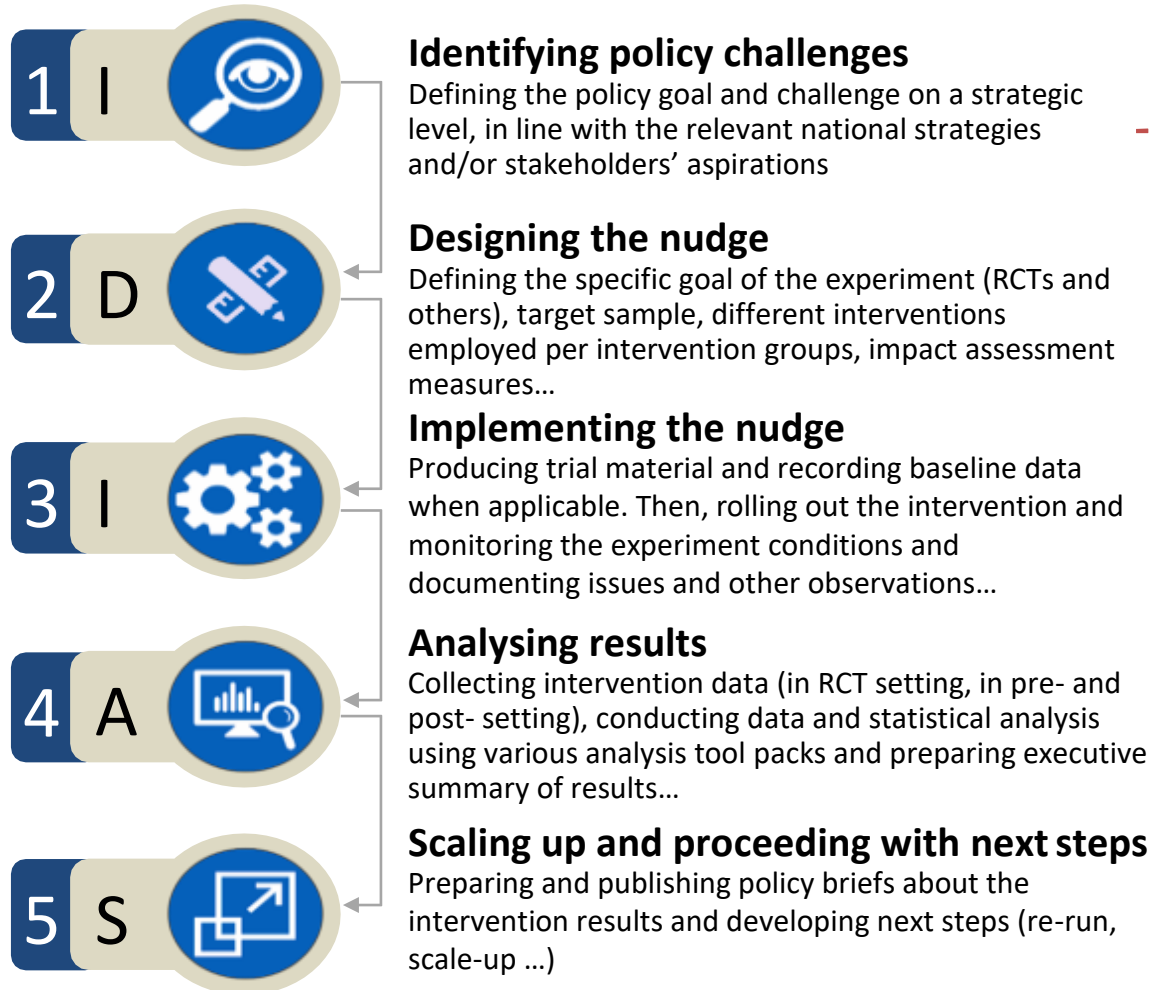 1 I
Identifying policy challenges
Defining the policy goal and challenge on a strategic
level, in line with the relevant national strategies
and/or stakeholders’ aspirations
2 D
Designing the nudge
Defining the specific goal of the experiment (RCTs and
others), target sample, different interventions
employed per intervention groups, impact assessment
measures…
3 I
Implementing the nudge
Producing trial material and recording baseline data
when applicable. Then, rolling out the intervention and
monitoring the experiment conditions and
documenting issues and other observations…
4 A
Analysing results
Collecting intervention data (in RCT setting, in pre- and
post- setting), conducting data and statistical analysis
using various analysis tool packs and preparing executive
summary of results…
5 S
Scaling up and proceeding with next steps
Preparing and publishing policy briefs about the
intervention results and developing next steps (re-run,
scale-up …)